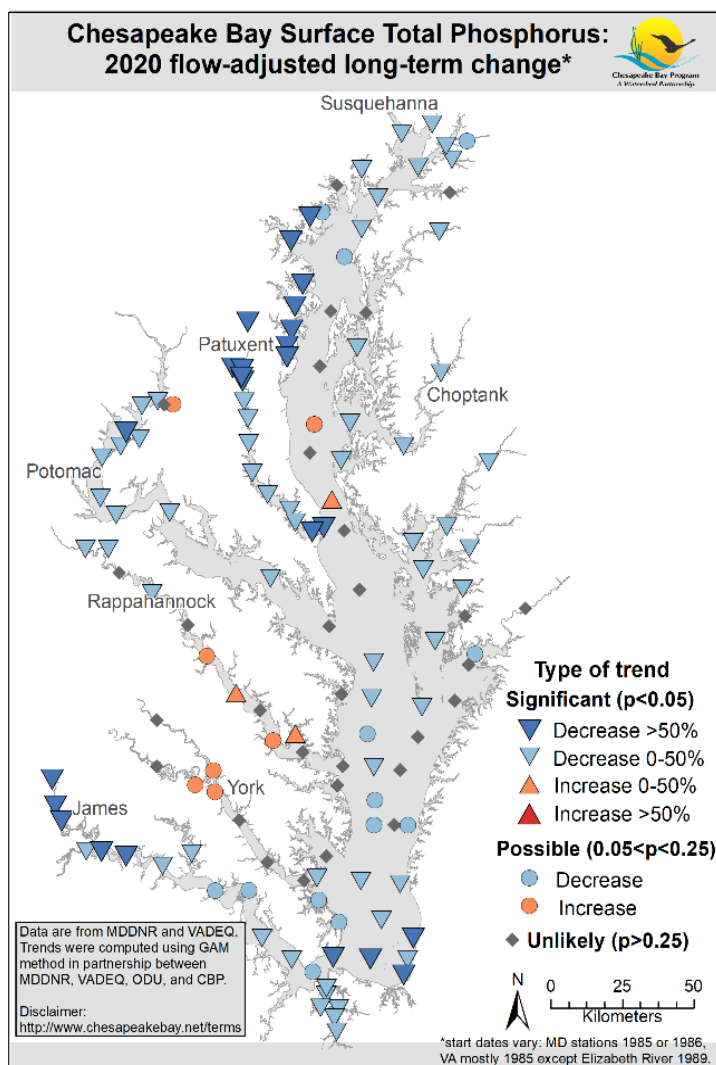 Chesapeake Bay Surface Total Phosphorus:
2020 flow-adjusted long-term change*
Chesapeake Bay Program
A Watershed Partnership
Susquehanna
Patuxent
Choptank
Potomac
Rappahannock
York
James
Type of trend
Significant (p<0.05)
Decrease >50%
Decrease 0-50%
Increase 0-50%
Increase >50%
Possible (0.05<p<0.25)
Decrease
Increase
Unlikely (p>0.25)
Data are from MDDNR and VADEQ.
Trends were computed using GAM
method in partnership between
MDDNR, VADEQ, ODU, and CBP.
Disclaimer:
http://www.chesapeakebay.net/terms
N
0 25 50
Kilometers
*start dates vary: MD stations 1985 or 1986,
VA mostly 1985 except Elizabeth River 1989.